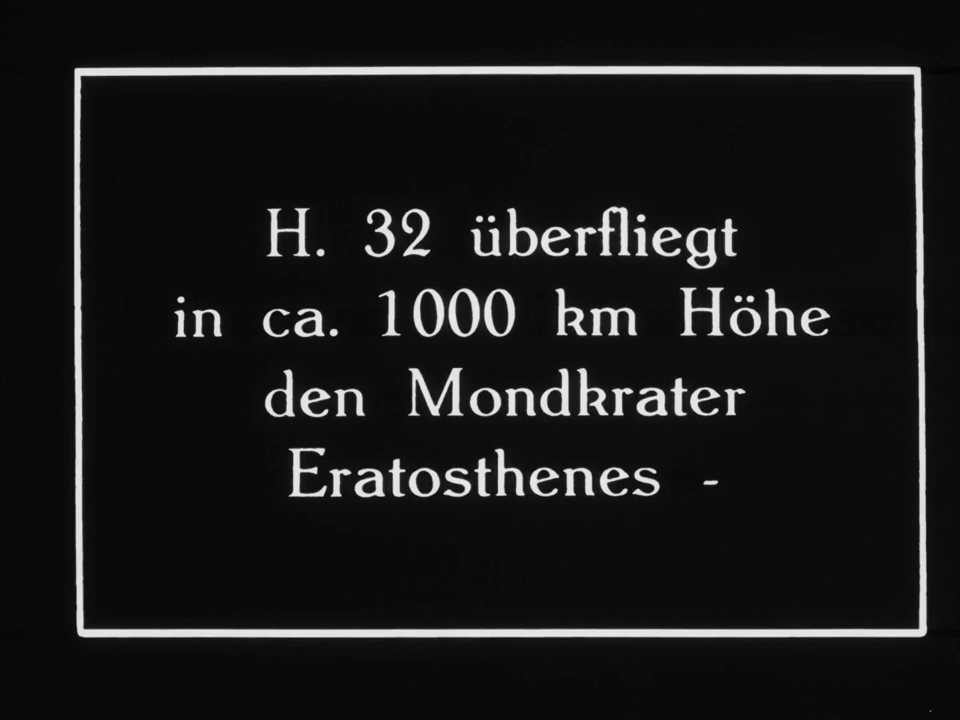 H. 32 überfliegt
in ca. 1000 km Höhe
den Mondkrater
Eratosthenes -